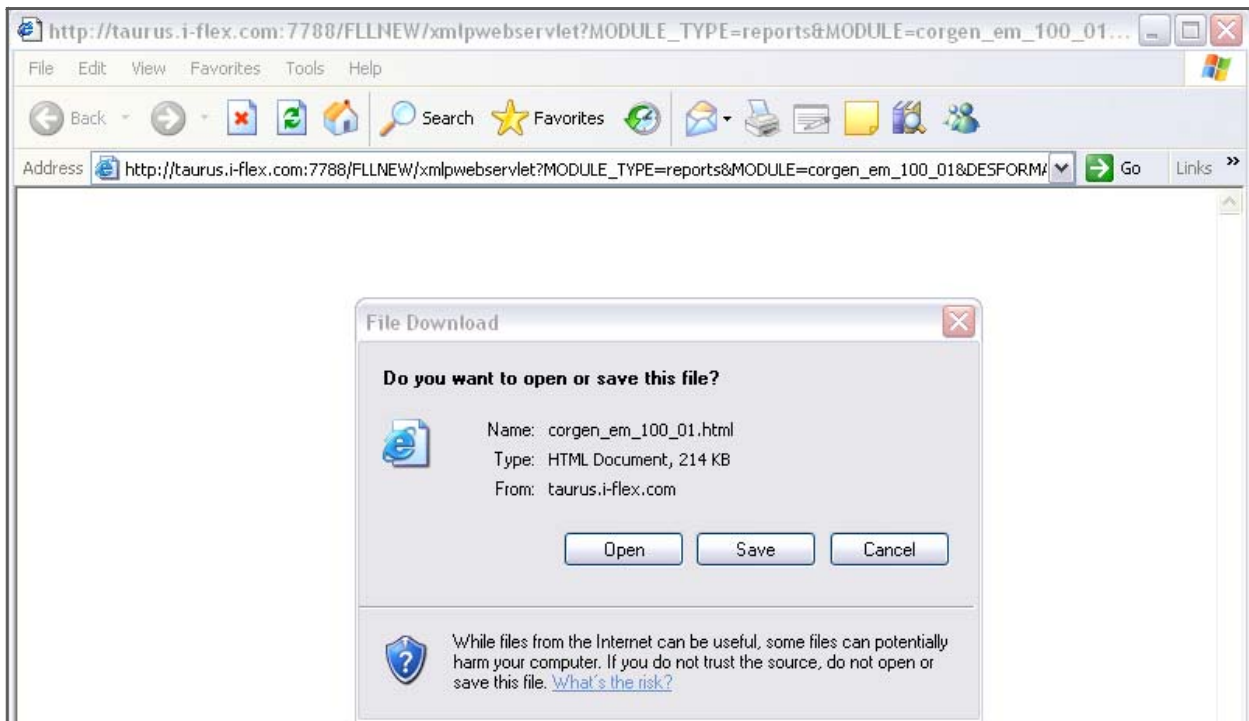 http://taurus.i-flex.com:7788/FLLNEW/xmlpwebservlet?MODULE_TYPE=reports&MODULE=corgen_em_100_01...
File Edit View Favorites Tools Help
Back Search Favorites
Address http://taurus.i-flex.com:7788/FLLNEW/xmlpwebservlet?MODULE_TYPE=reports&MODULE=corgen_em_100_01&DESFORMA Go Links »
File Download
Do you want to open or save this file?
Name: corgen_em_100_01.html
Type: HTML Document, 214 KB
From: taurus.i-flex.com
Open Save Cancel
While files from the Internet can be useful, some files can potentially
harm your computer. If you do not trust the source, do not open or
save this file. What's the risk?